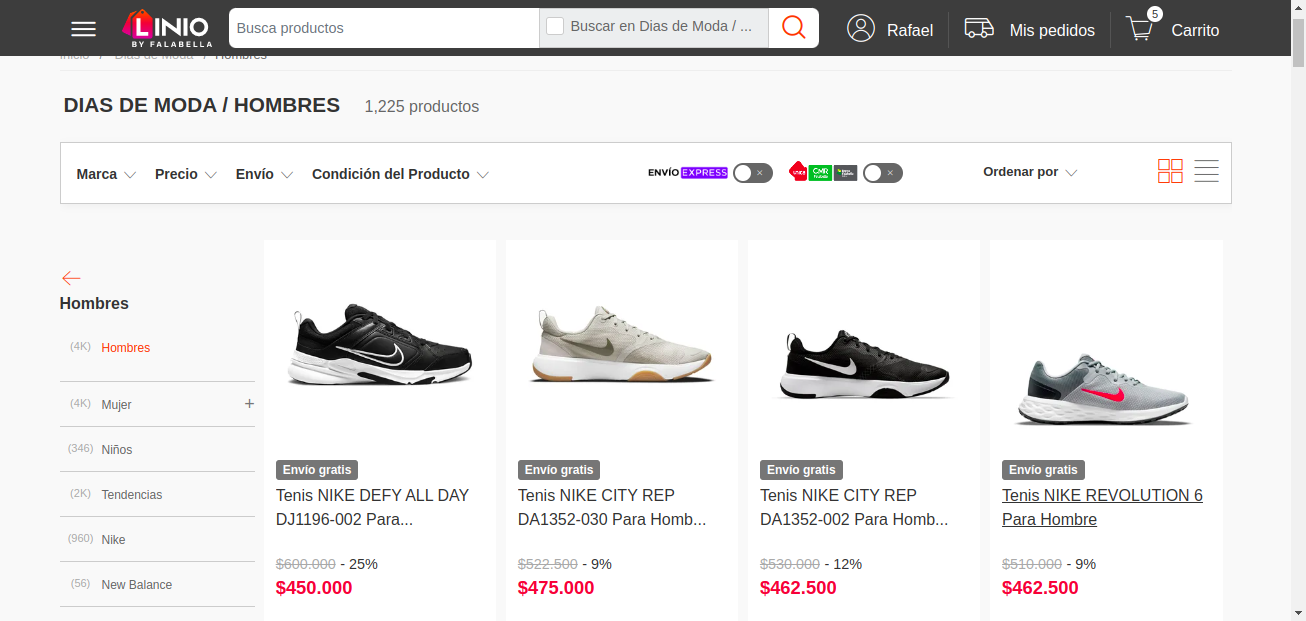 LINIO
BY FALABELLA
Busca productos
Buscar en Dias de Moda / ...
Rafael
Mis pedidos
5
Carrito
Inicio / Dias de Moda / Hombres
DIAS DE MODA / HOMBRES
1,225 productos
Marca
Precio
Envío
Condición del Producto
ENVÍO EXPRESS
CMR
Ordenar por
Hombres
(4K) Hombres
(4K) Mujer +
(346) Niños
(2K) Tendencias
(960) Nike
(56) New Balance
Envío gratis
Tenis NIKE DEFY ALL DAY
DJ1196-002 Para...
$600.000 - 25%
$450.000
Envío gratis
Tenis NIKE CITY REP
DA1352-030 Para Homb...
$522.500 - 9%
$475.000
Envío gratis
Tenis NIKE CITY REP
DA1352-002 Para Homb...
$530.000 - 12%
$462.500
Envío gratis
Tenis NIKE REVOLUTION 6
Para Hombre
$510.000 - 9%
$462.500